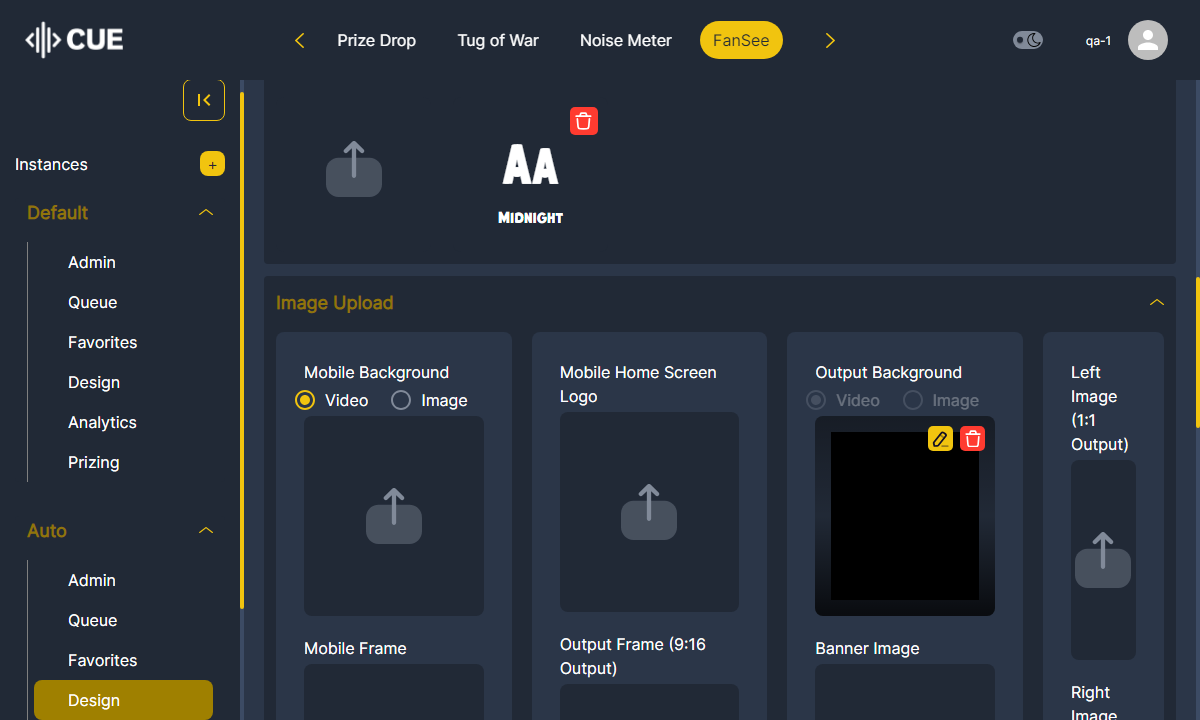 CUE
Prize Drop
Tug of War
Noise Meter
FanSee
qa-1
Instances
+
Default
Admin
Queue
Favorites
Design
Analytics
Prizing
Auto
Admin
Queue
Favorites
Design
AA
MIDNIGHT
Image Upload
Mobile Background
Video
Image
Mobile Home Screen
Logo
Output Background
Video
Image
Left
Image
(1:1
Output)
Mobile Frame
Output Frame (9:16
Output)
Banner Image
Right
Image